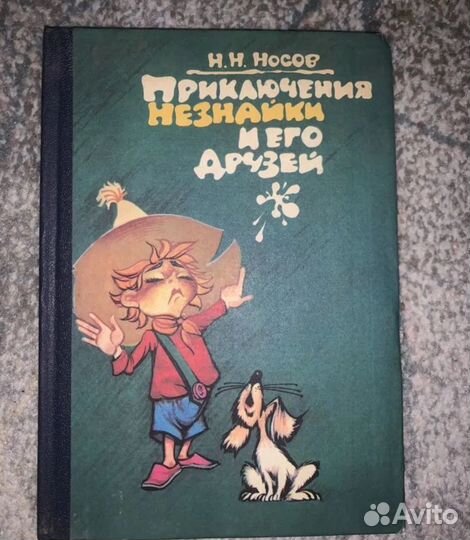 Н.Н. Носов
Приключения
Незнайки
и его
друзей
Avito